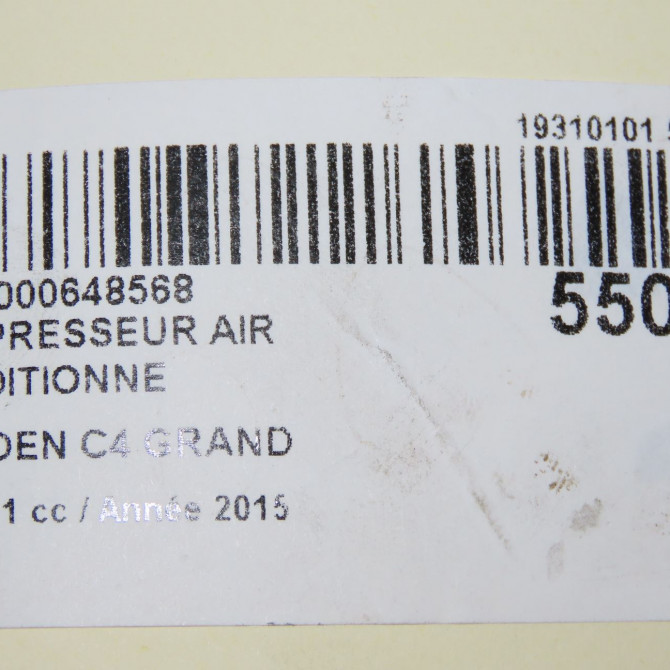 19310101
000648568
550
PRESSEUR AIR
DITIONNE
DEN C4 GRAND
1 cc / Année 2015